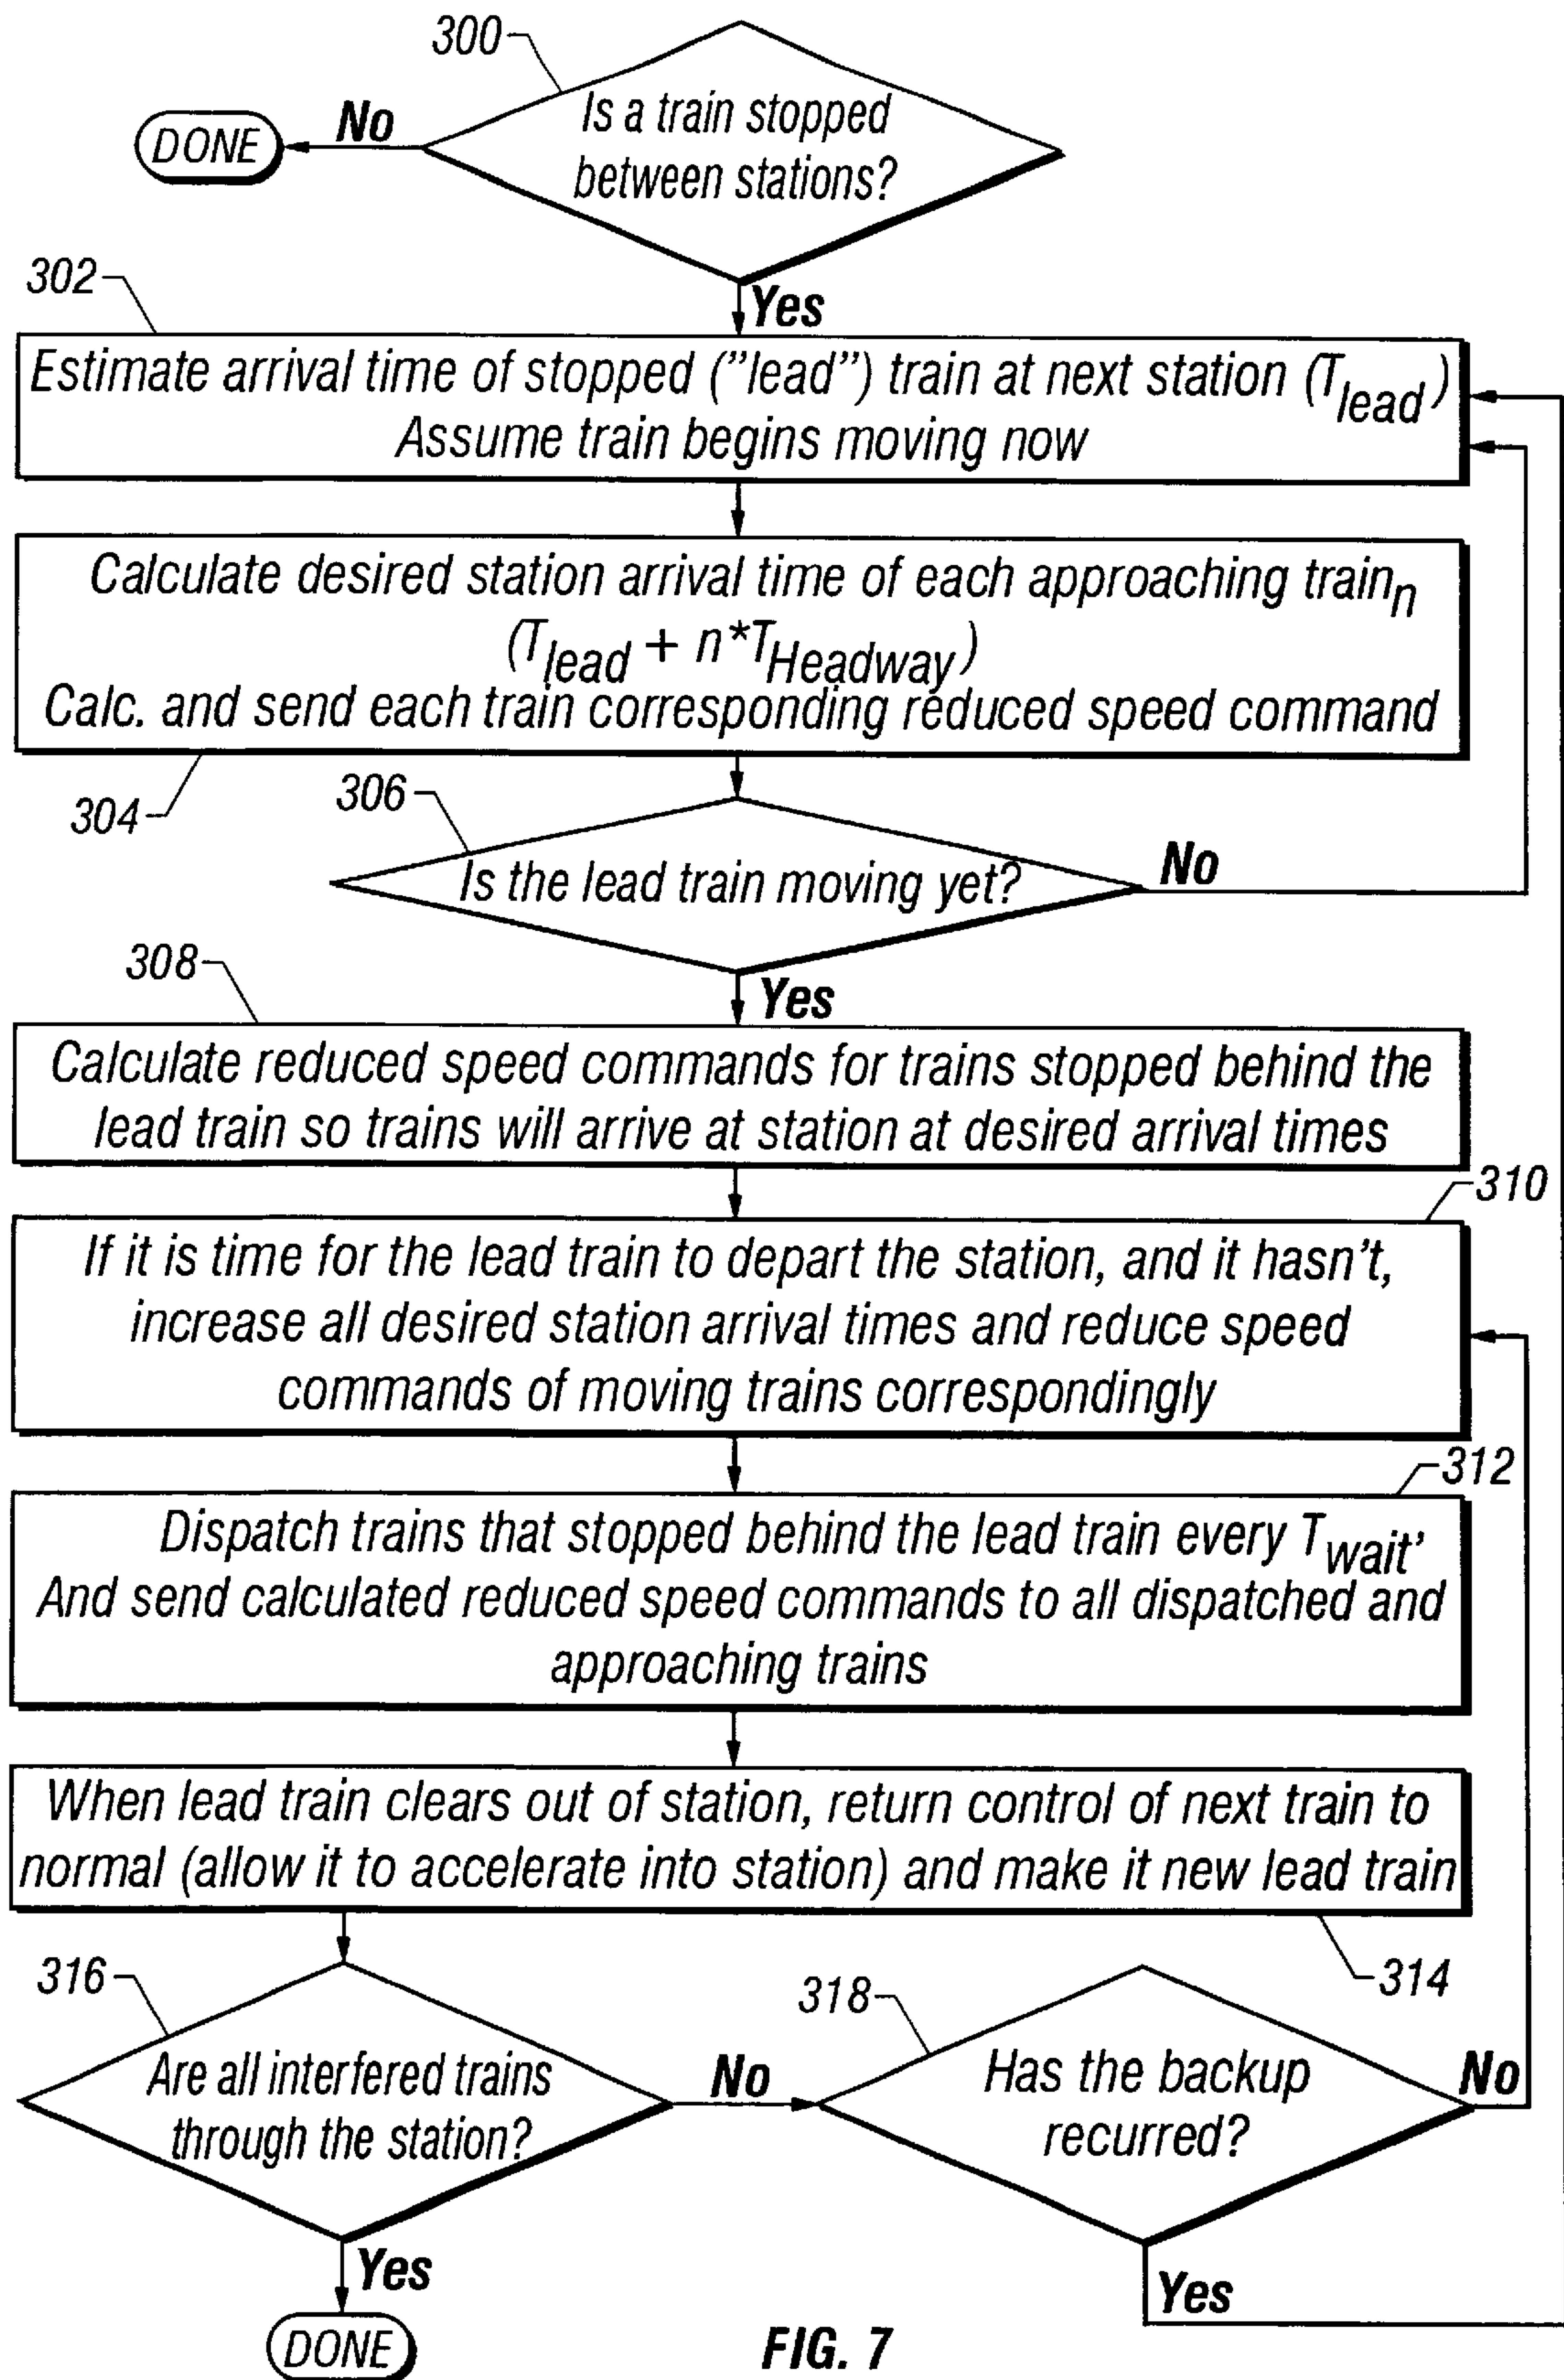 300
Is a train stopped
between stations?
No
DONE
Yes
302
Estimate arrival time of stopped ("lead") train at next station (Tlead)
Assume train begins moving now
Calculate desired station arrival time of each approaching trainn
(Tlead + n*THeadway)
Calc. and send each train corresponding reduced speed command
304
306
Is the lead train moving yet?
No
Yes
308
Calculate reduced speed commands for trains stopped behind the
lead train so trains will arrive at station at desired arrival times
310
If it is time for the lead train to depart the station, and it hasn't,
increase all desired station arrival times and reduce speed
commands of moving trains correspondingly
312
Dispatch trains that stopped behind the lead train every Twait,
And send calculated reduced speed commands to all dispatched and
approaching trains
When lead train clears out of station, return control of next train to
normal (allow it to accelerate into station) and make it new lead train
314
316
Are all interfered trains
through the station?
No
318
Has the backup
recurred?
No
Yes
Yes
DONE
FIG. 7